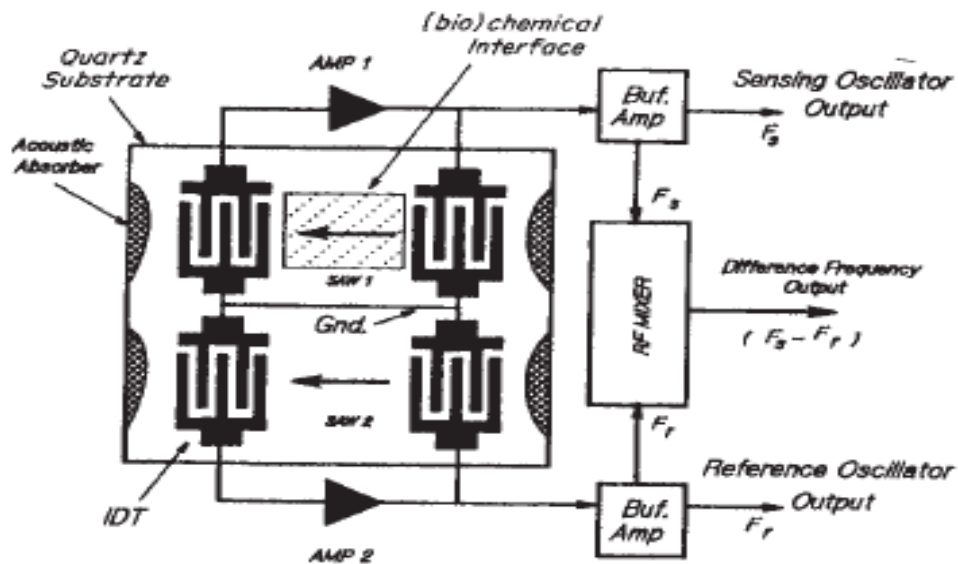 (bio) chemical
Interface
AMP 1
Quartz
Substrate
Sensing Oscillator
Output
Buf.
Amp
Fs
Acoustic
Absorber
Fs
SAW 1
Difference Frequency
Output
RF MIXER
Gnd.
( Fs - Fr )
SAW 2
Fr
Reference Oscillator
Output
IDT
Buf.
Amp
Fr
AMP 2